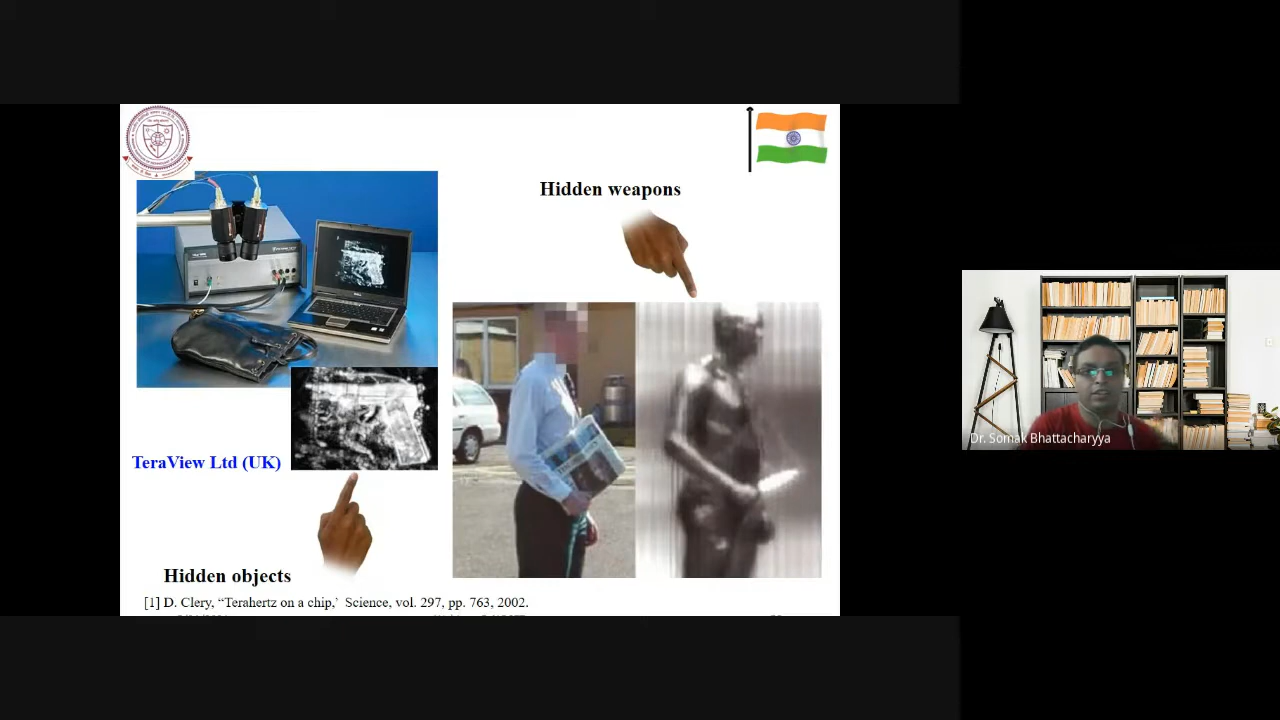 Hidden weapons
TeraView Ltd (UK)
Hidden objects
[1] D. Clery, “Terahertz on a chip,’ Science, vol. 297, pp. 763, 2002.
Dr. Somak Bhattacharyya